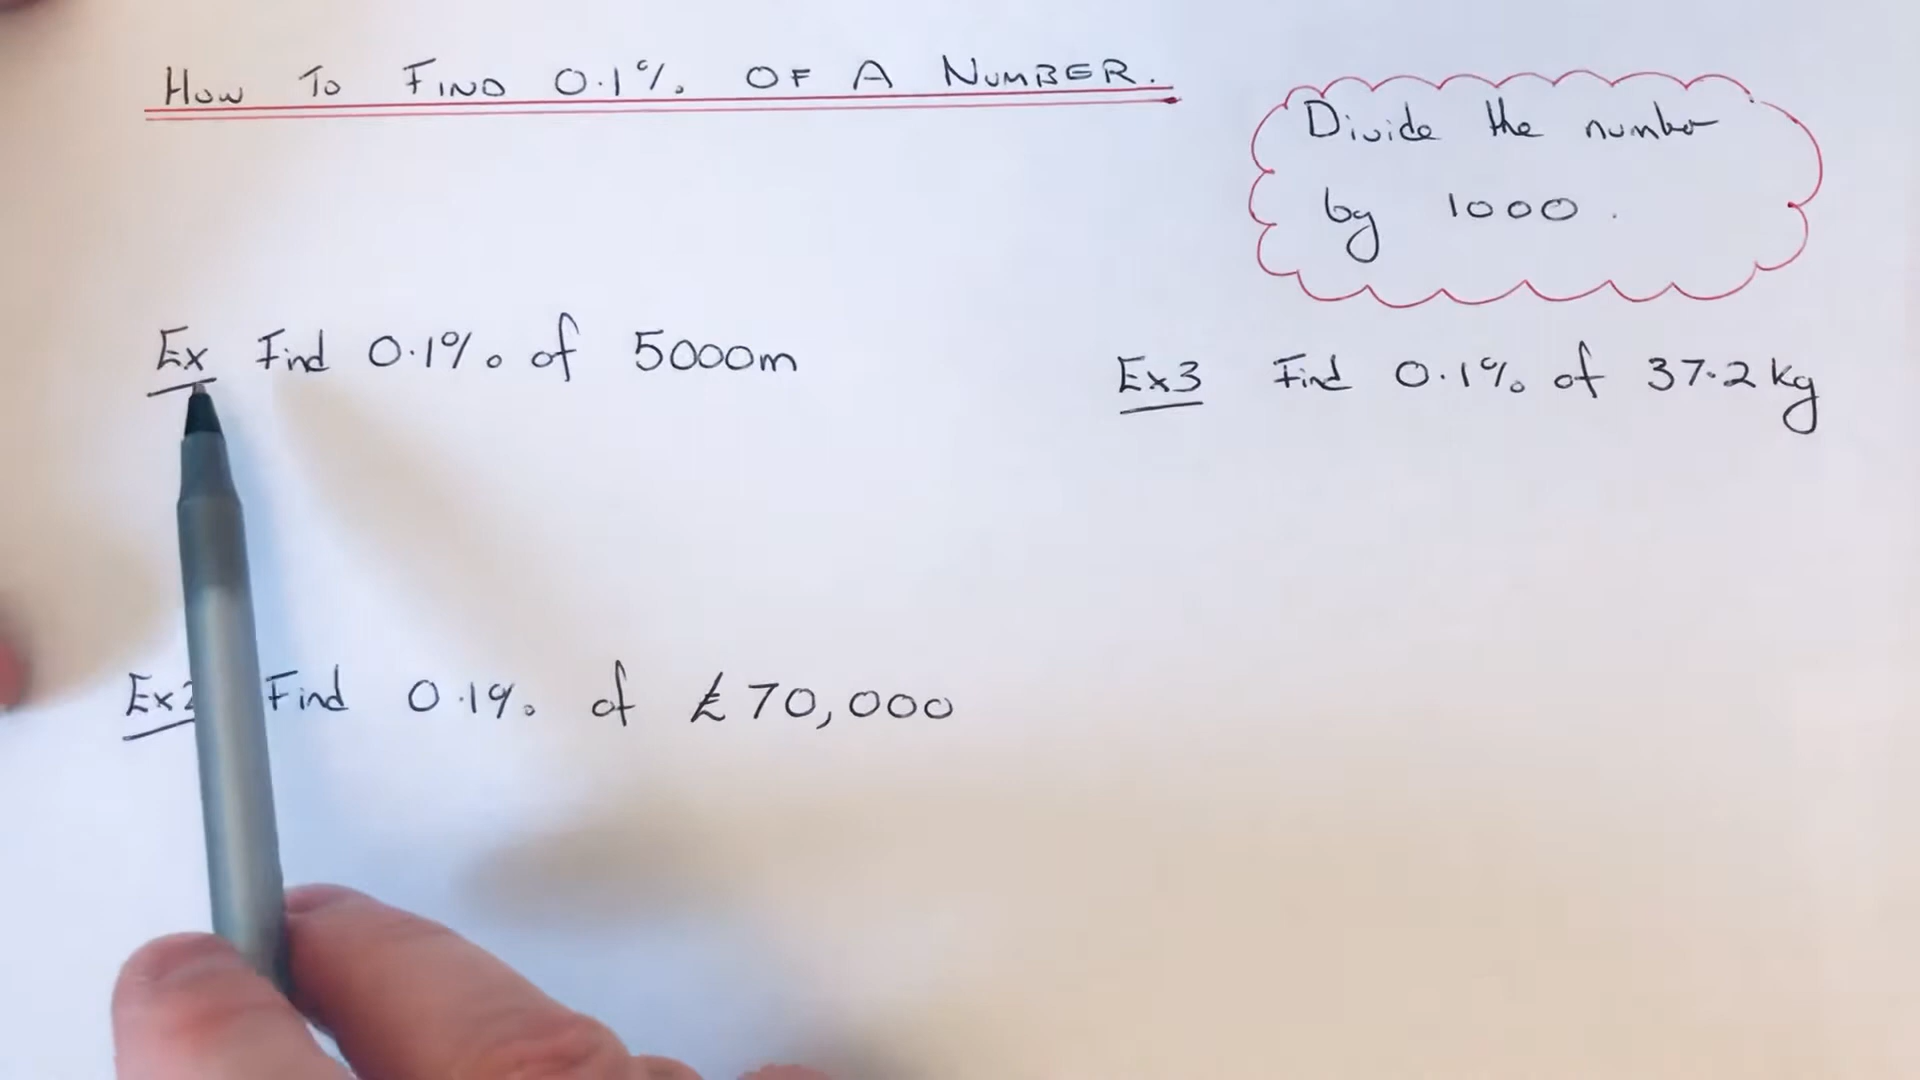 HOW TO FIND 0.1% OF A NUMBER.
Divide the number
by 1000.
Ex Find 0.1% of 5000m
Ex3 Find 0.1% of 37.2kg
Ex2 Find 0.1% of £70,000